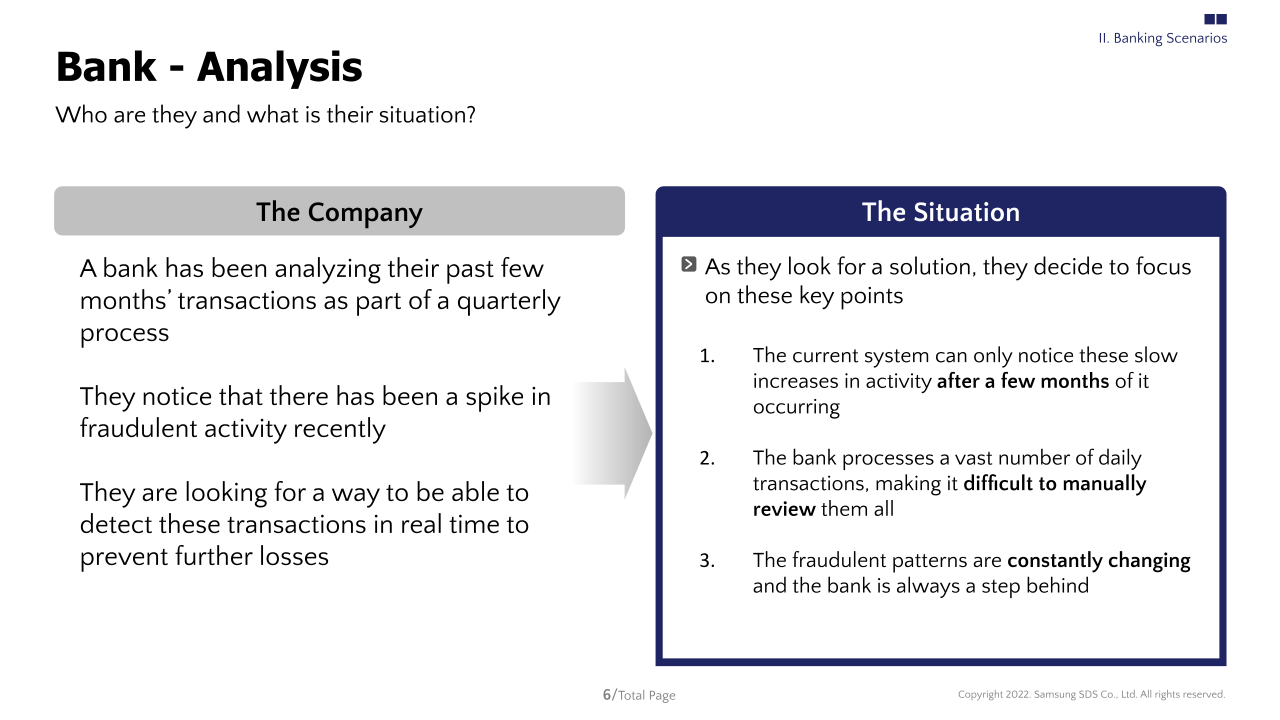 II. Banking Scenarios
Bank - Analysis
Who are they and what is their situation?
The Company
A bank has been analyzing their past few
months’ transactions as part of a quarterly
process
They notice that there has been a spike in
fraudulent activity recently
They are looking for a way to be able to
detect these transactions in real time to
prevent further losses
The Situation
As they look for a solution, they decide to focus
on these key points
1. The current system can only notice these slow
increases in activity after a few months of it
occurring
2. The bank processes a vast number of daily
transactions, making it difficult to manually
review them all
3. The fraudulent patterns are constantly changing
and the bank is always a step behind
6/Total Page
Copyright 2022. Samsung SDS Co., Ltd. All rights reserved.